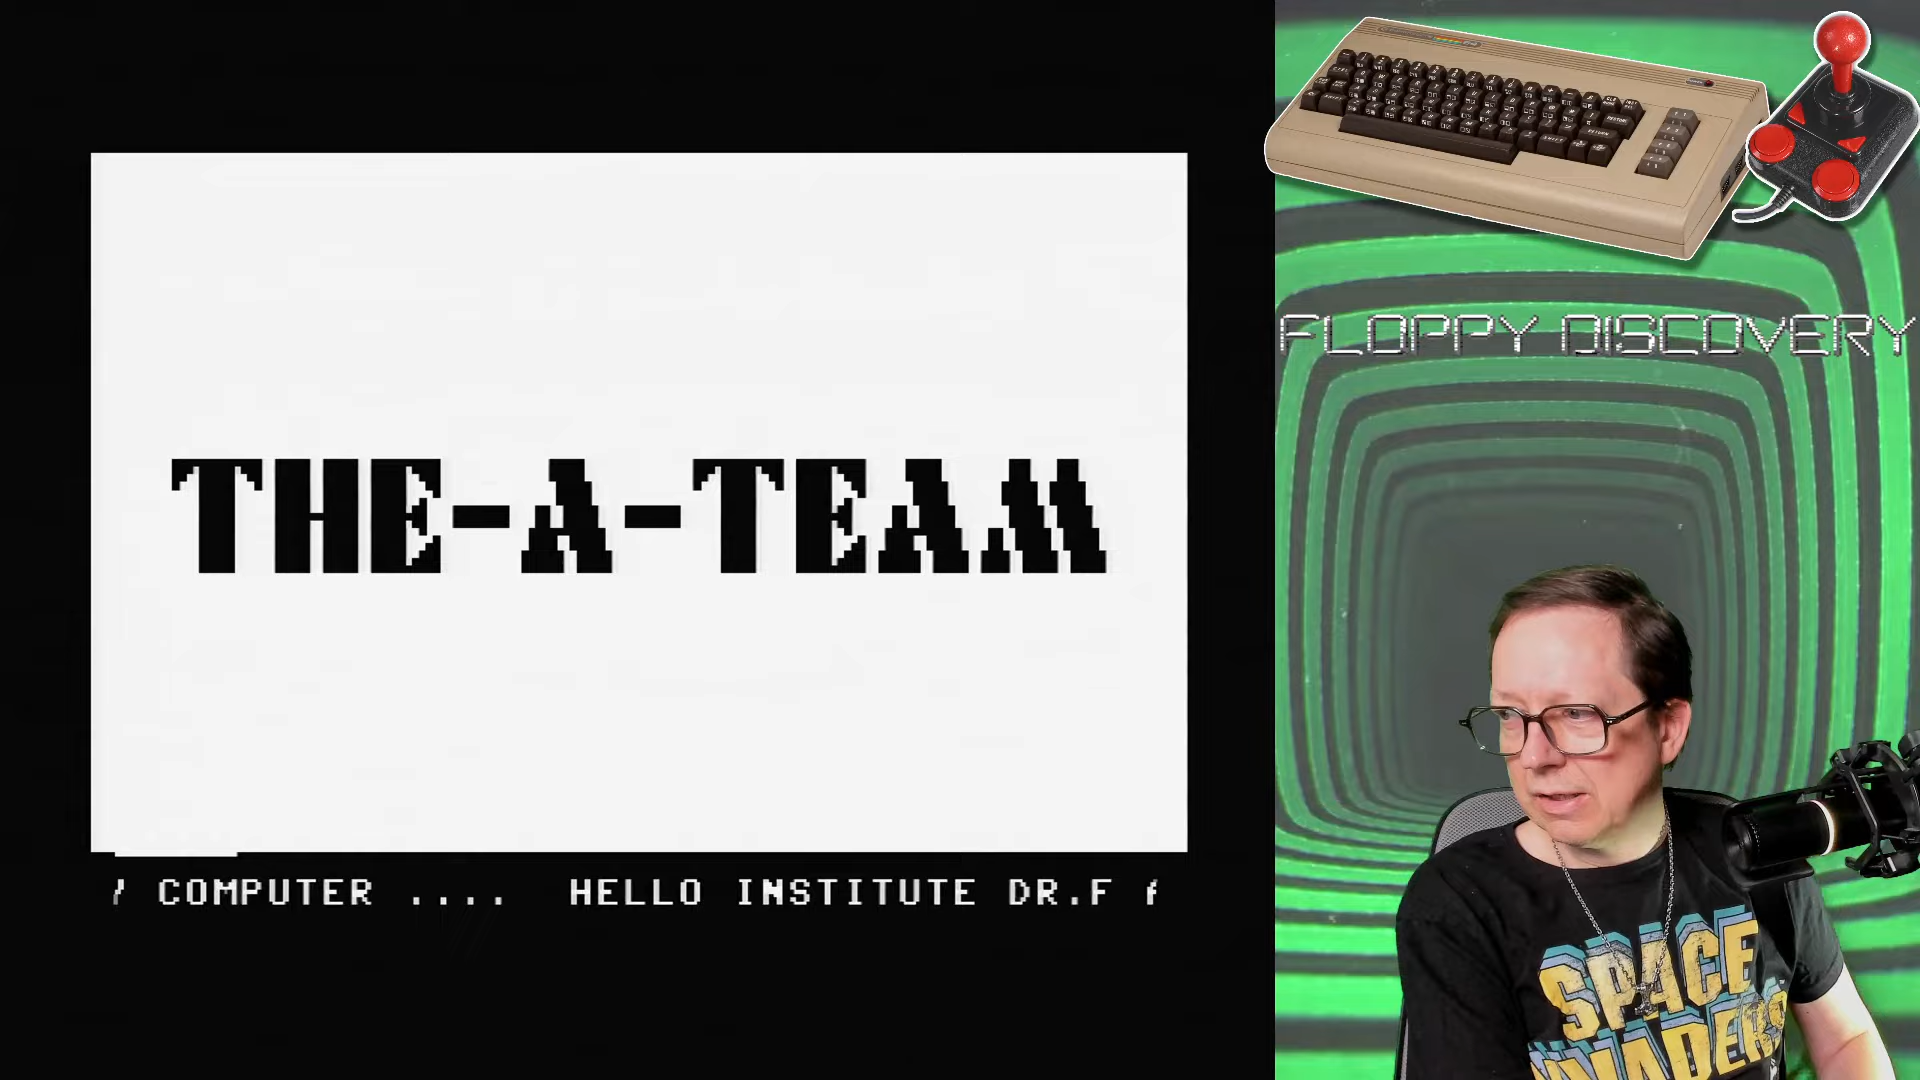 THE-A-TEAM
COMPUTER .... HELLO INSTITUTE DR.F
FLOPPY DISCOVERY
SPACE
INVADERS